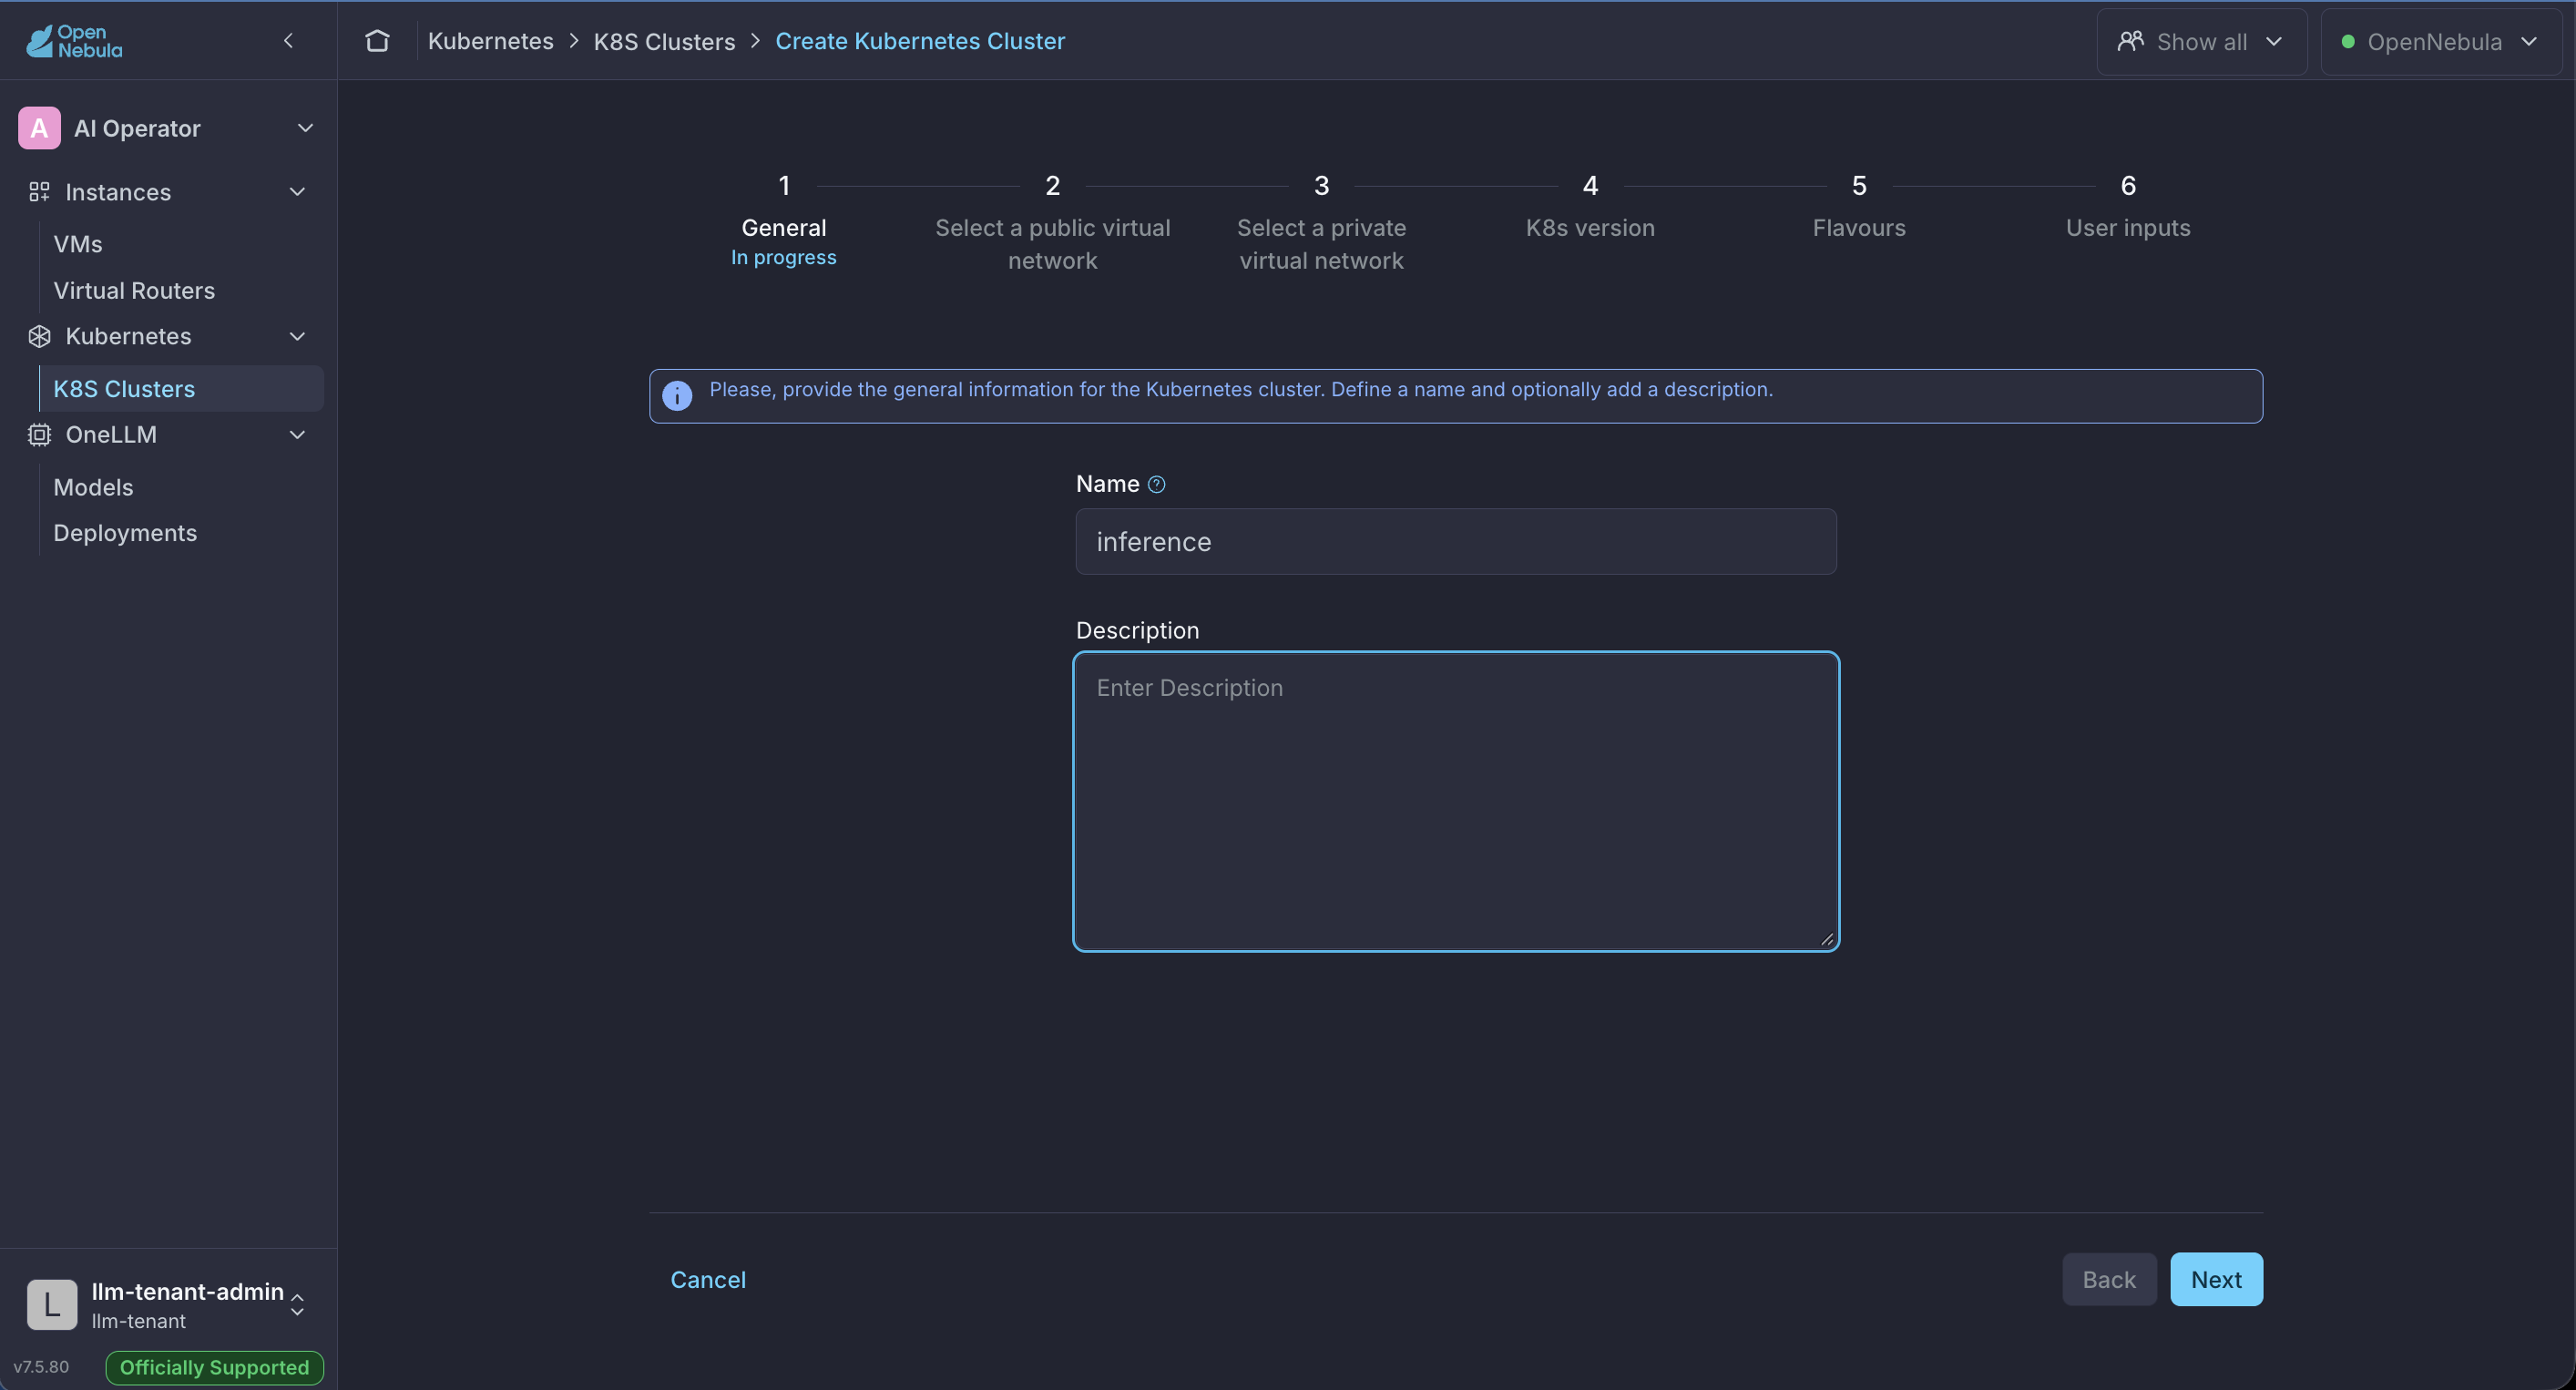 Open
Nebula
Kubernetes > K8S Clusters > Create Kubernetes Cluster
Show all
OpenNebula
A AI Operator
Instances
VMs
Virtual Routers
Kubernetes
K8S Clusters
OneLLM
Models
Deployments
1 2 3 4 5 6
General
In progress
Select a public virtual
network
Select a private
virtual network
K8s version
Flavours
User inputs
Please, provide the general information for the Kubernetes cluster. Define a name and optionally add a description.
Name
inference
Description
Enter Description
Cancel
Back
Next
L
llm-tenant-admin
llm-tenant
v7.5.80
Officially Supported